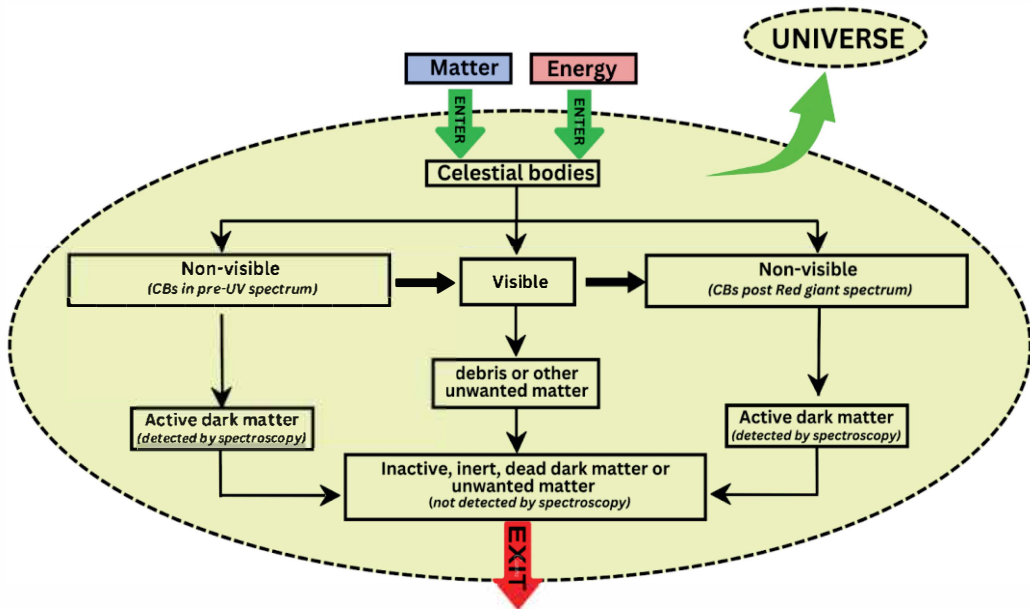 UNIVERSE
Matter
Energy
ENTER
ENTER
Celestial bodies
Non-visible
(CBs in pre-UV spectrum)
Visible
Non-visible
(CBs post Red giant spectrum)
debris or other
unwanted matter
Active dark matter
(detected by spectroscopy)
Active dark matter
(detected by spectroscopy)
Inactive, inert, dead dark matter or
unwanted matter
(not detected by spectroscopy)
EXIT